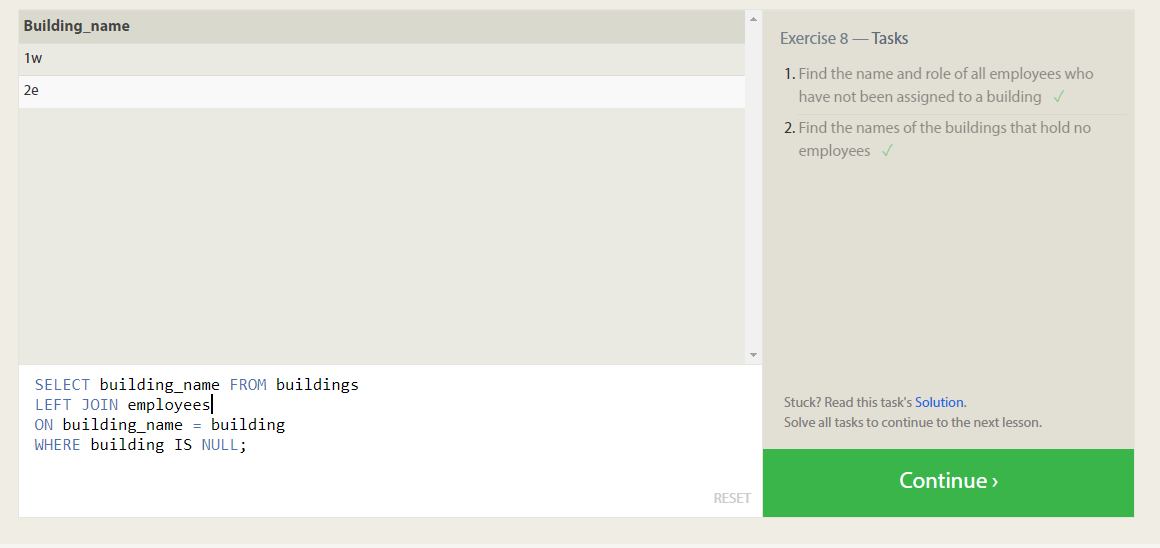 Building_name
1w
2e
SELECT building_name FROM buildings
LEFT JOIN employees
ON building_name = building
WHERE building IS NULL;
RESET
Exercise 8 — Tasks
1. Find the name and role of all employees who
have not been assigned to a building ✓
2. Find the names of the buildings that hold no
employees ✓
Stuck? Read this task's Solution.
Solve all tasks to continue to the next lesson.
Continue ›